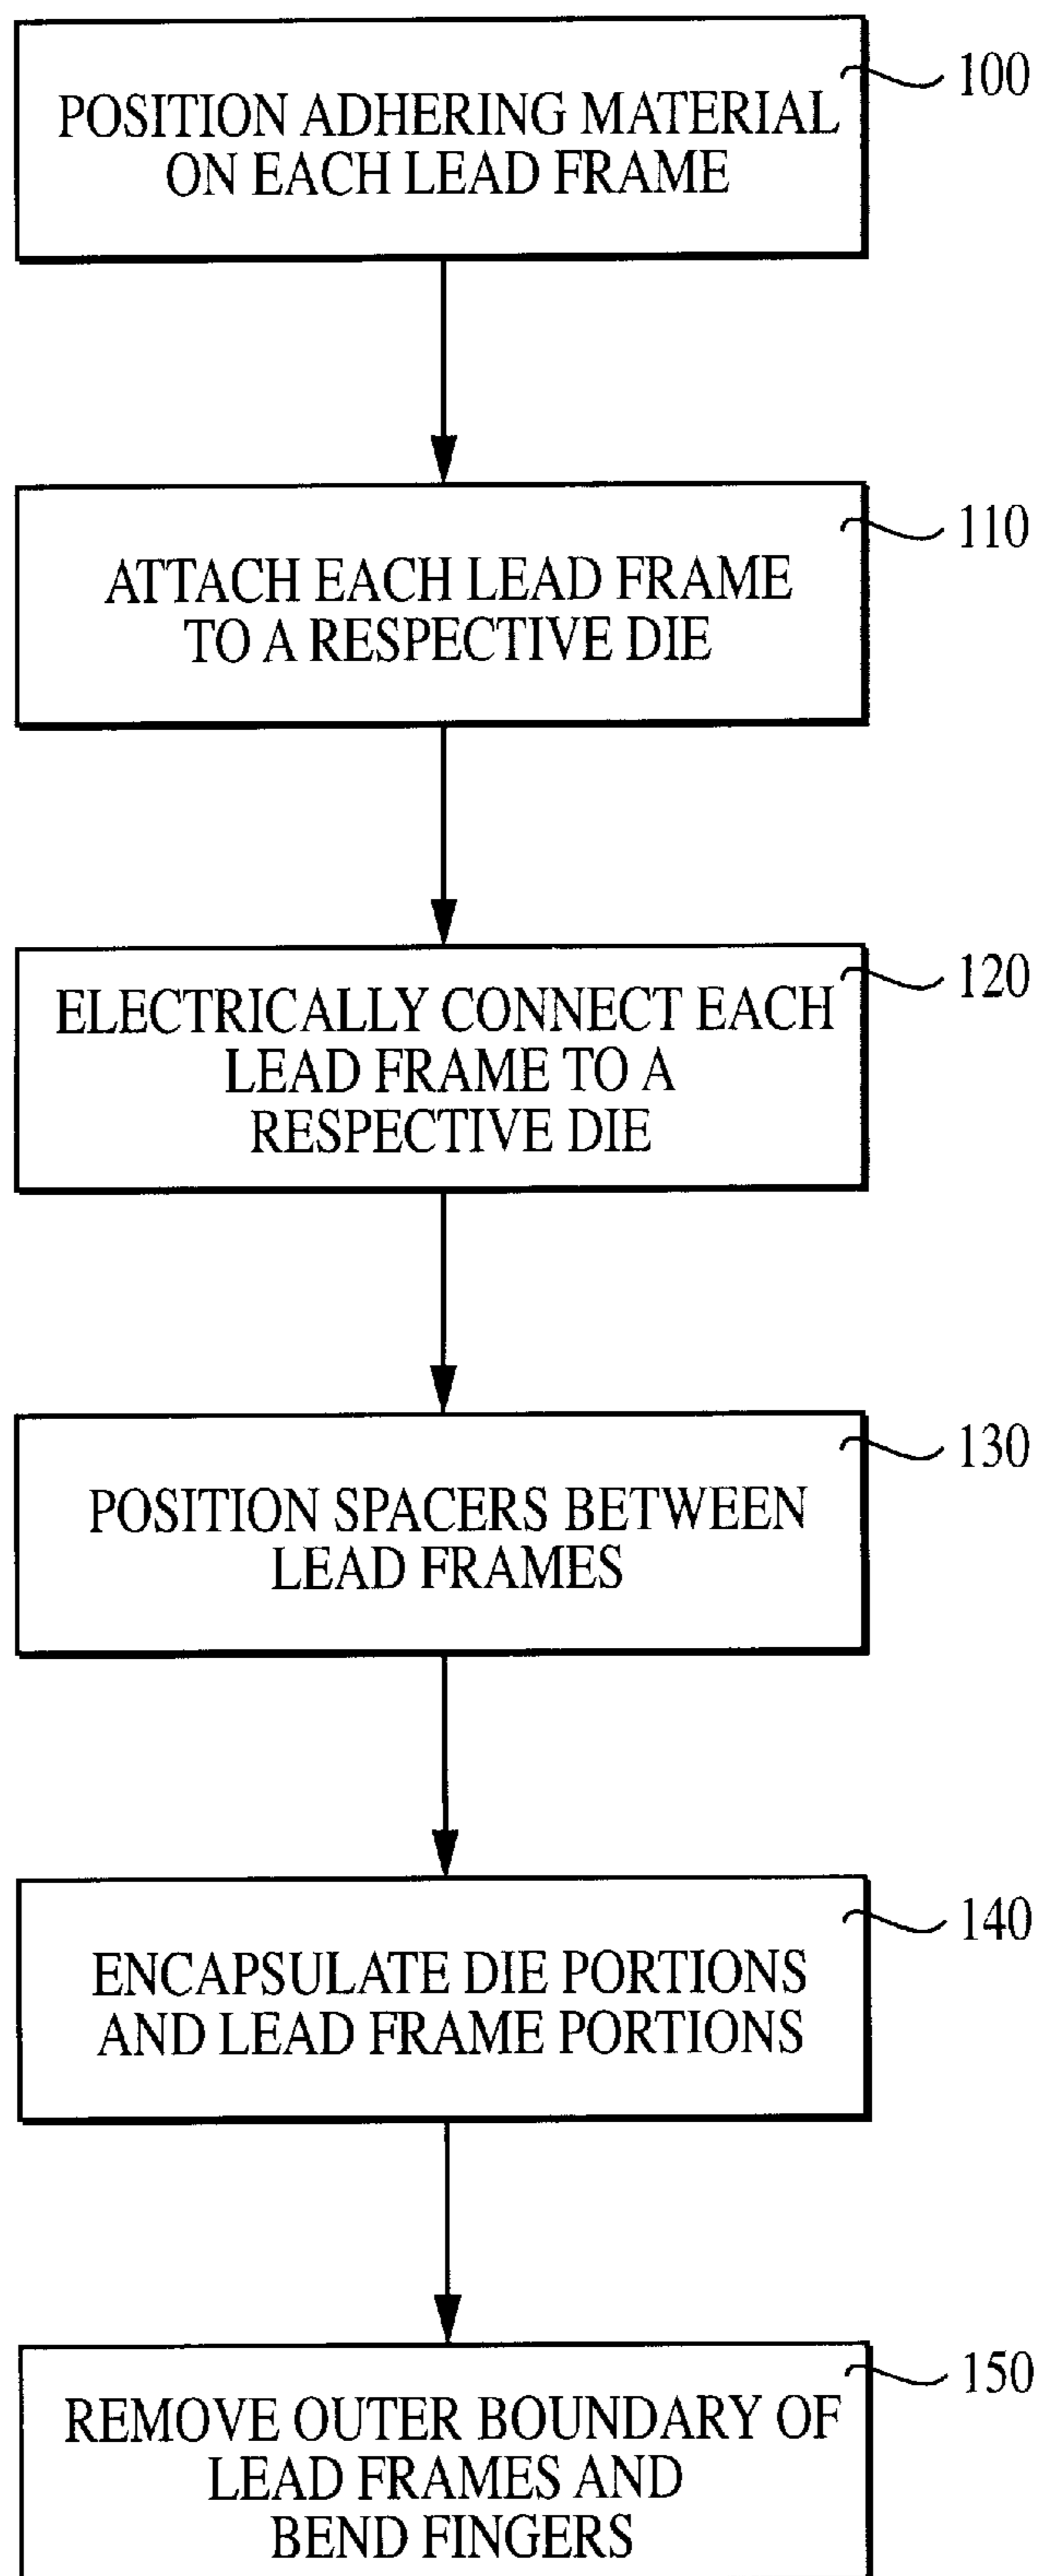 100
POSITION ADHERING MATERIAL
ON EACH LEAD FRAME
110
ATTACH EACH LEAD FRAME
TO A RESPECTIVE DIE
120
ELECTRICALLY CONNECT EACH
LEAD FRAME TO A
RESPECTIVE DIE
130
POSITION SPACERS BETWEEN
LEAD FRAMES
140
ENCAPSULATE DIE PORTIONS
AND LEAD FRAME PORTIONS
150
REMOVE OUTER BOUNDARY OF
LEAD FRAMES AND
BEND FINGERS